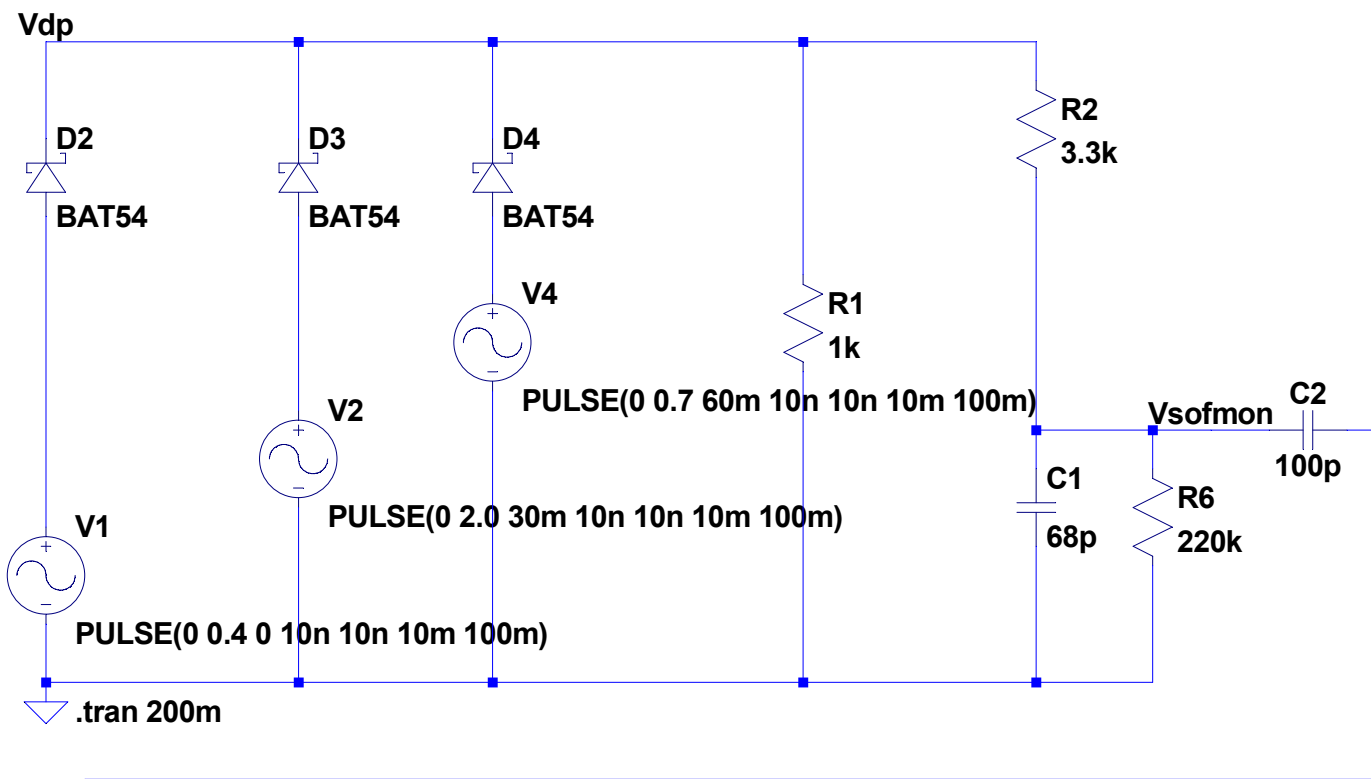 Vdp
D2
BAT54
D3
BAT54
D4
BAT54
R2
3.3k
V4
+
-
PULSE(0 0.7 60m 10n 10n 10m 100m)
R1
1k
V2
+
-
PULSE(0 2.0 30m 10n 10n 10m 100m)
Vsofmon
C2
100p
C1
68p
R6
220k
V1
+
-
PULSE(0 0.4 0 10n 10n 10m 100m)
.tran 200m